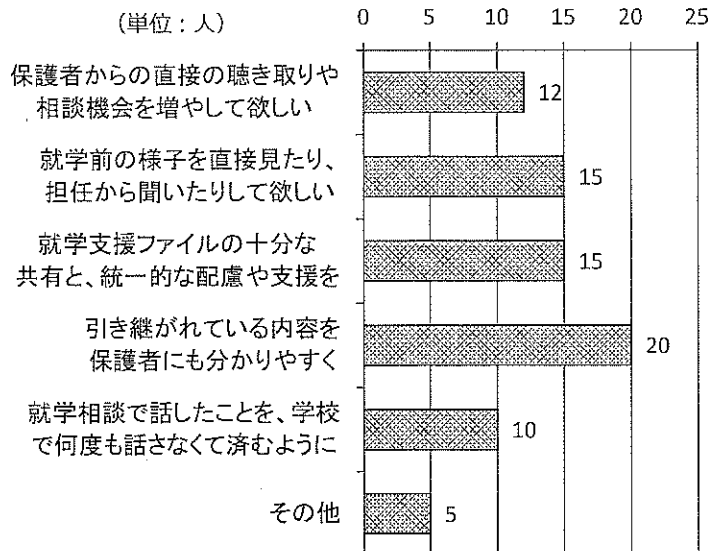 (単位:人)
0 5 10 15 20 25
保護者からの直接の聴き取りや
相談機会を増やして欲しい
12
就学前の様子を直接見たり、
担任から聞いたりして欲しい
15
就学支援ファイルの十分な
共有と、統一的な配慮や支援を
15
引き継がれている内容を
保護者にも分かりやすく
20
就学相談で話したことを、学校
で何度も話さなくて済むように
10
その他
5